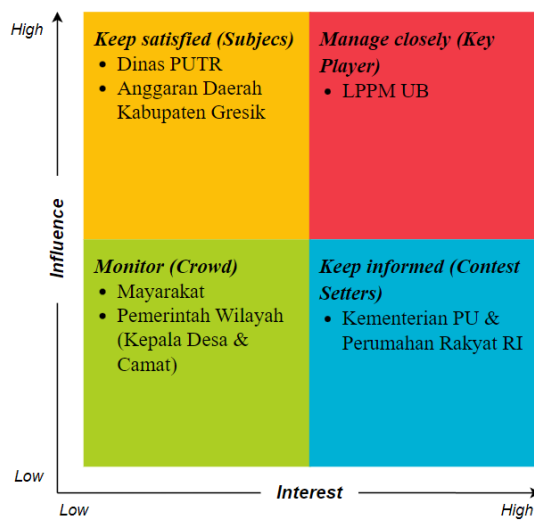 High
Keep satisfied (Subjecs)
• Dinas PUTR
• Anggaran Daerah
Kabupaten Gresik
Manage closely (Key
Player)
• LPPM UB
Influence
Monitor (Crowd)
• Mayarakat
• Pemerintah Wilayah
(Kepala Desa &
Camat)
Keep informed (Contest
Setters)
• Kementerian PU &
Perumahan Rakyat RI
Low
Low
Interest
High